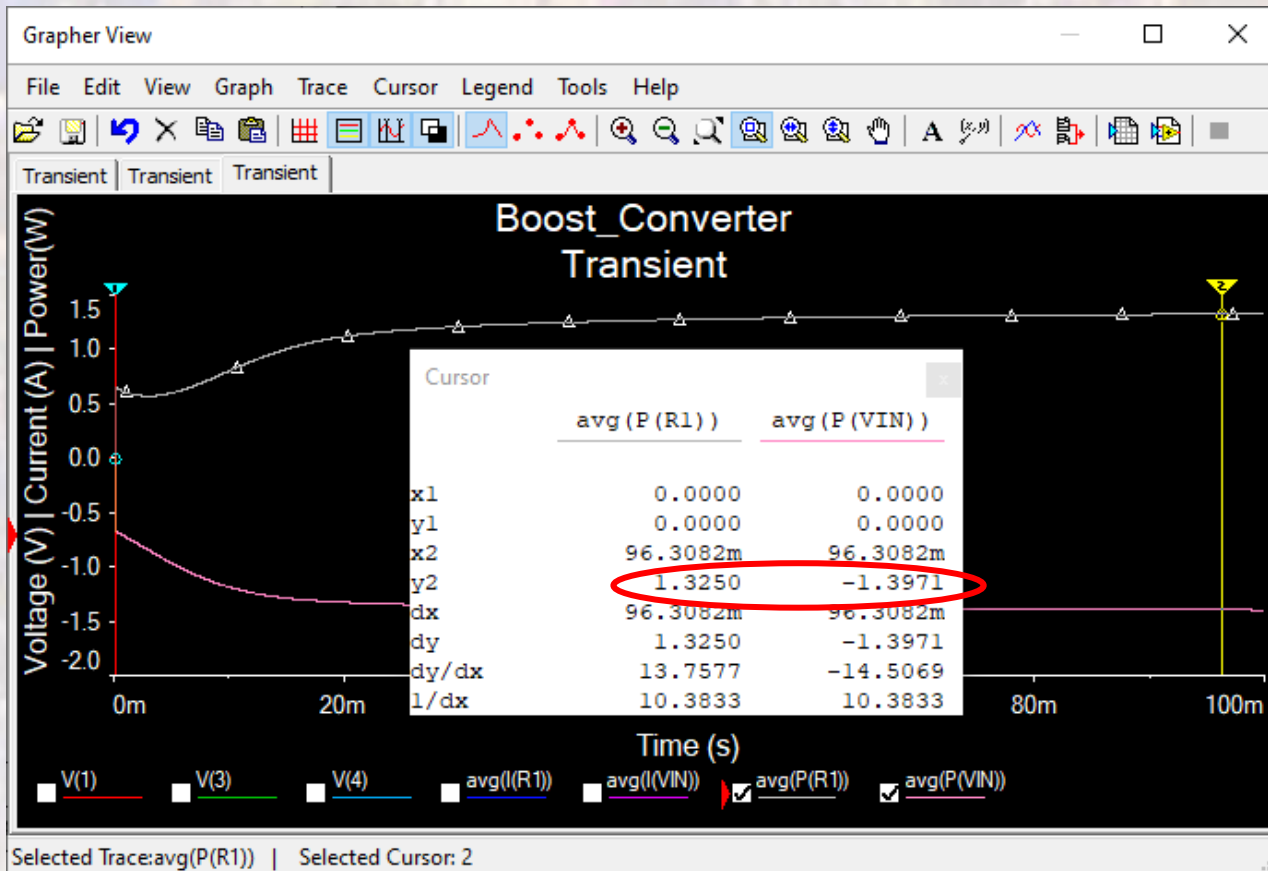 Grapher View
File Edit View Graph Trace Cursor Legend Tools Help
A (x,y)
Transient Transient Transient
Boost_Converter
Transient
Voltage (V) | Current (A) | Power(W)
1 2
1.5
1.0
0.5
0.0
-0.5
-1.0
-1.5
-2.0
Cursor x
avg(P(R1)) avg(P(VIN))
x1 0.0000 0.0000
y1 0.0000 0.0000
x2 96.3082m 96.3082m
y2 1.3250 -1.3971
dx 96.3082m 96.3082m
dy 1.3250 -1.3971
dy/dx 13.7577 -14.5069
1/dx 10.3833 10.3833
0m 20m 80m 100m
Time (s)
V(1) V(3) V(4) avg(I(R1)) avg(I(VIN)) avg(P(R1)) avg(P(VIN))
Selected Trace:avg(P(R1)) | Selected Cursor: 2